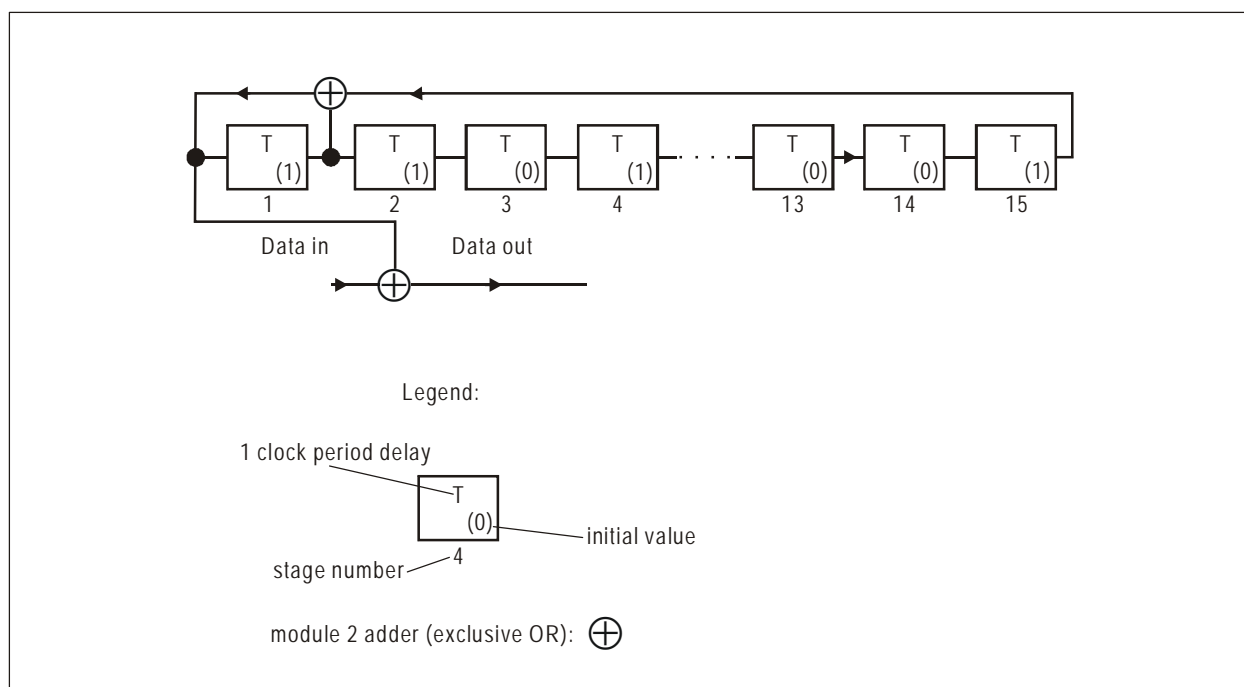 T T T T T T T
(1) (1) (0) (1) (0) (0) (1)
1 2 3 4 13 14 15
Data in Data out
Legend:
1 clock period delay
T
(0)
initial value
4
stage number
module 2 adder (exclusive OR):